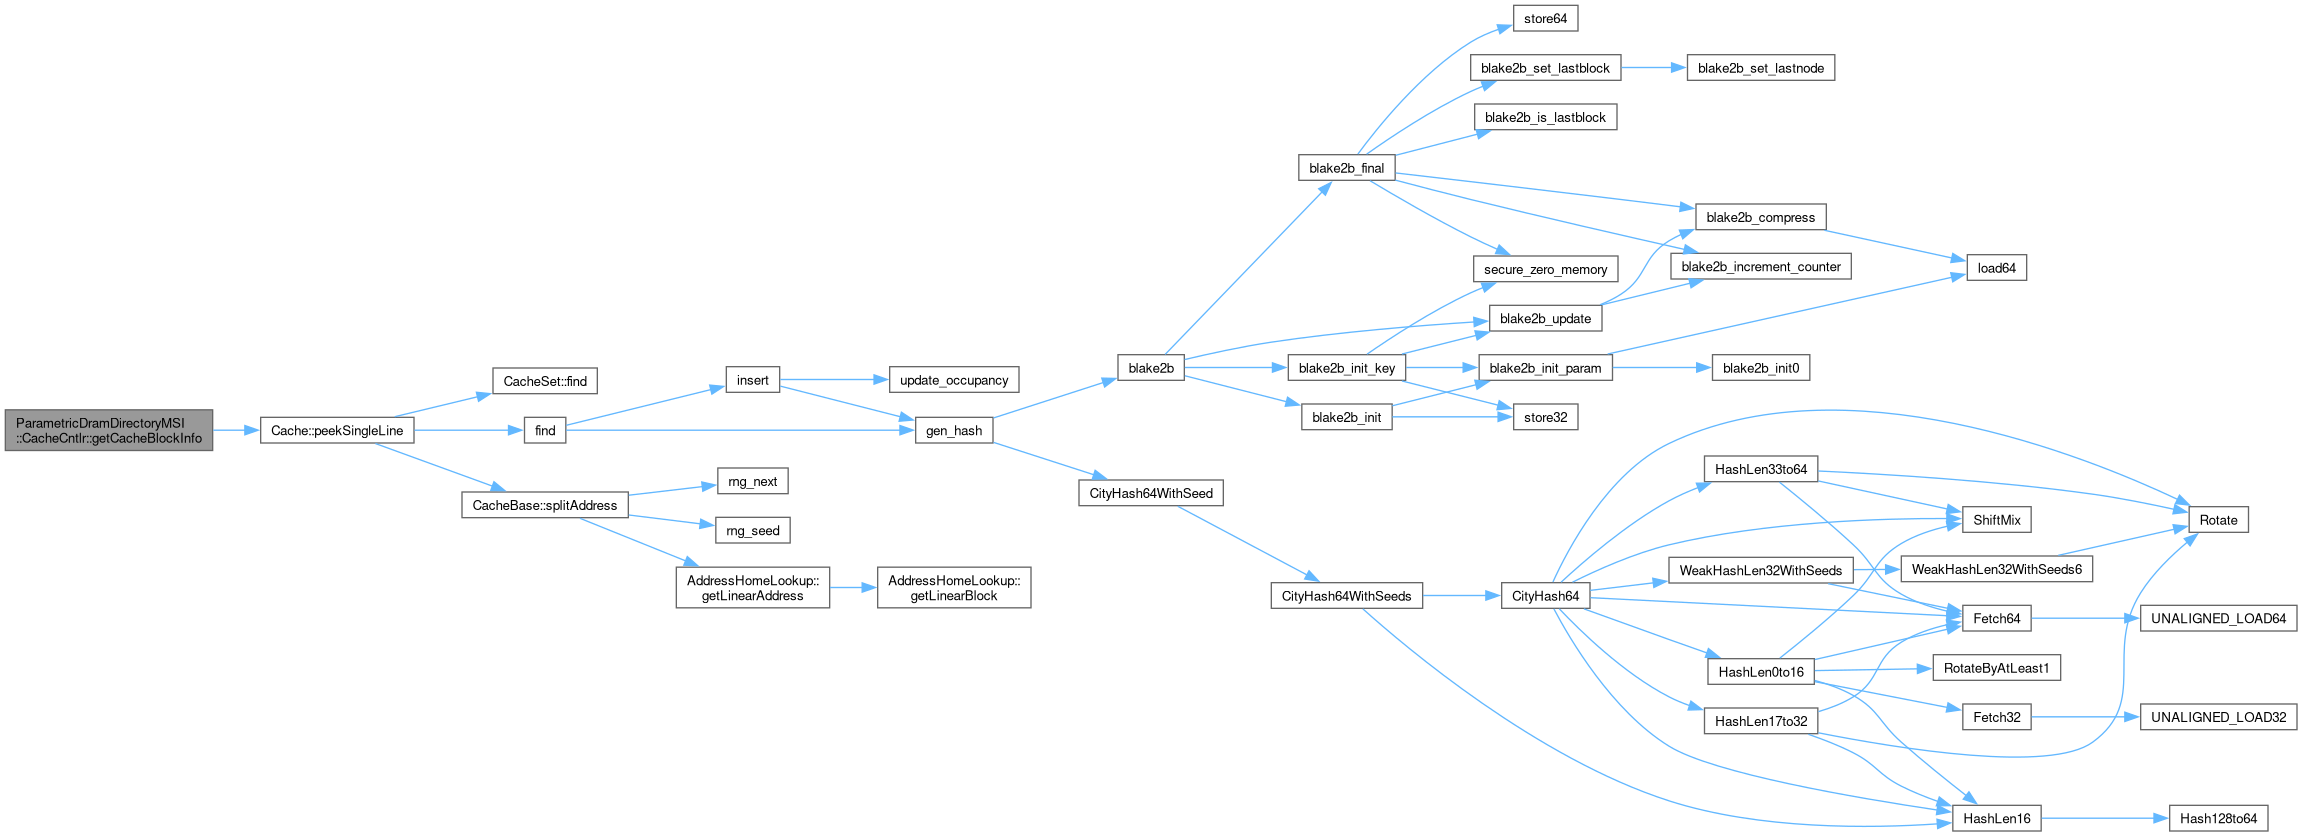 ParametricDramDirectoryMSI
::CacheCntlr::getCacheBlockInfo
Cache::peekSingleLine
CacheSet::find
find
CacheBase::splitAddress
insert
update_occupancy
gen_hash
rng_next
rng_seed
AddressHomeLookup::
getLinearAddress
AddressHomeLookup::
getLinearBlock
blake2b
CityHash64WithSeed
blake2b_final
blake2b_init_key
blake2b_init
CityHash64WithSeeds
store64
blake2b_set_lastblock
blake2b_set_lastnode
blake2b_is_lastblock
blake2b_compress
secure_zero_memory
blake2b_increment_counter
load64
blake2b_update
blake2b_init_param
blake2b_init0
store32
CityHash64
HashLen33to64
ShiftMix
Rotate
WeakHashLen32WithSeeds
WeakHashLen32WithSeeds6
Fetch64
UNALIGNED_LOAD64
HashLen0to16
RotateByAtLeast1
HashLen17to32
Fetch32
UNALIGNED_LOAD32
HashLen16
Hash128to64